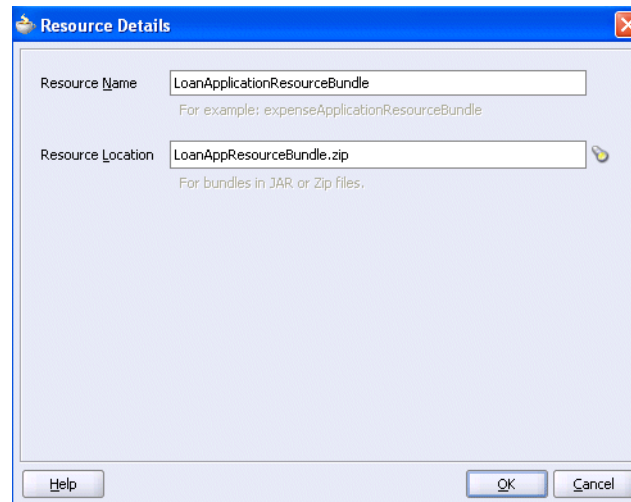 Resource Details
Resource Name LoanApplicationResourceBundle
For example: expenseApplicationResourceBundle
Resource Location LoanAppResourceBundle.zip
For bundles in JAR or Zip files.
Help OK Cancel